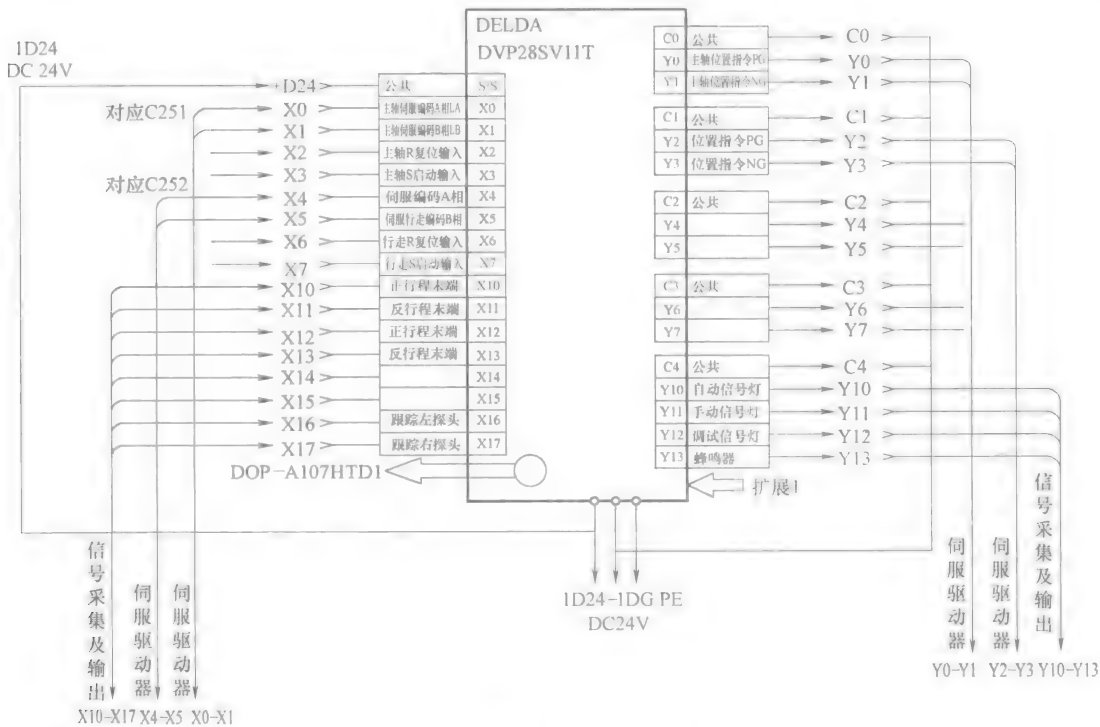 1D24
DC 24V
DELDA
DVP28SV11T
对应C251
对应C252
+D24 公共 S/S
X0 主轴伺服编码A相LA X0
X1 主轴伺服编码B相LB X1
X2 主轴R复位输入 X2
X3 主轴S启动输入 X3
X4 伺服编码A相 X4
X5 伺服行走编码B相 X5
X6 行走R复位输入 X6
X7 行走S启动输入 X7
X10 正行程末端 X10
X11 反行程末端 X11
X12 正行程末端 X12
X13 反行程末端 X13
X14 X14
X15 X15
X16 跟踪左探头 X16
X17 跟踪右探头 X17
DOP-A107HTD1
C0 公共 C0
Y0 主轴位置指令PG Y0
Y1 主轴位置指令NG Y1
C1 公共 C1
Y2 位置指令PG Y2
Y3 位置指令NG Y3
C2 公共 C2
Y4 Y4
Y5 Y5
C3 公共 C3
Y6 Y6
Y7 Y7
C4 公共 C4
Y10 自动信号灯 Y10
Y11 手动信号灯 Y11
Y12 调试信号灯 Y12
Y13 蜂鸣器 Y13
扩展1
1D24-1DG PE
DC24V
信号采集及输出
伺服驱动器
伺服驱动器
X10-X17 X4-X5 X0-X1
伺服驱动器
伺服驱动器
信号采集及输出
Y0-Y1 Y2-Y3 Y10-Y13